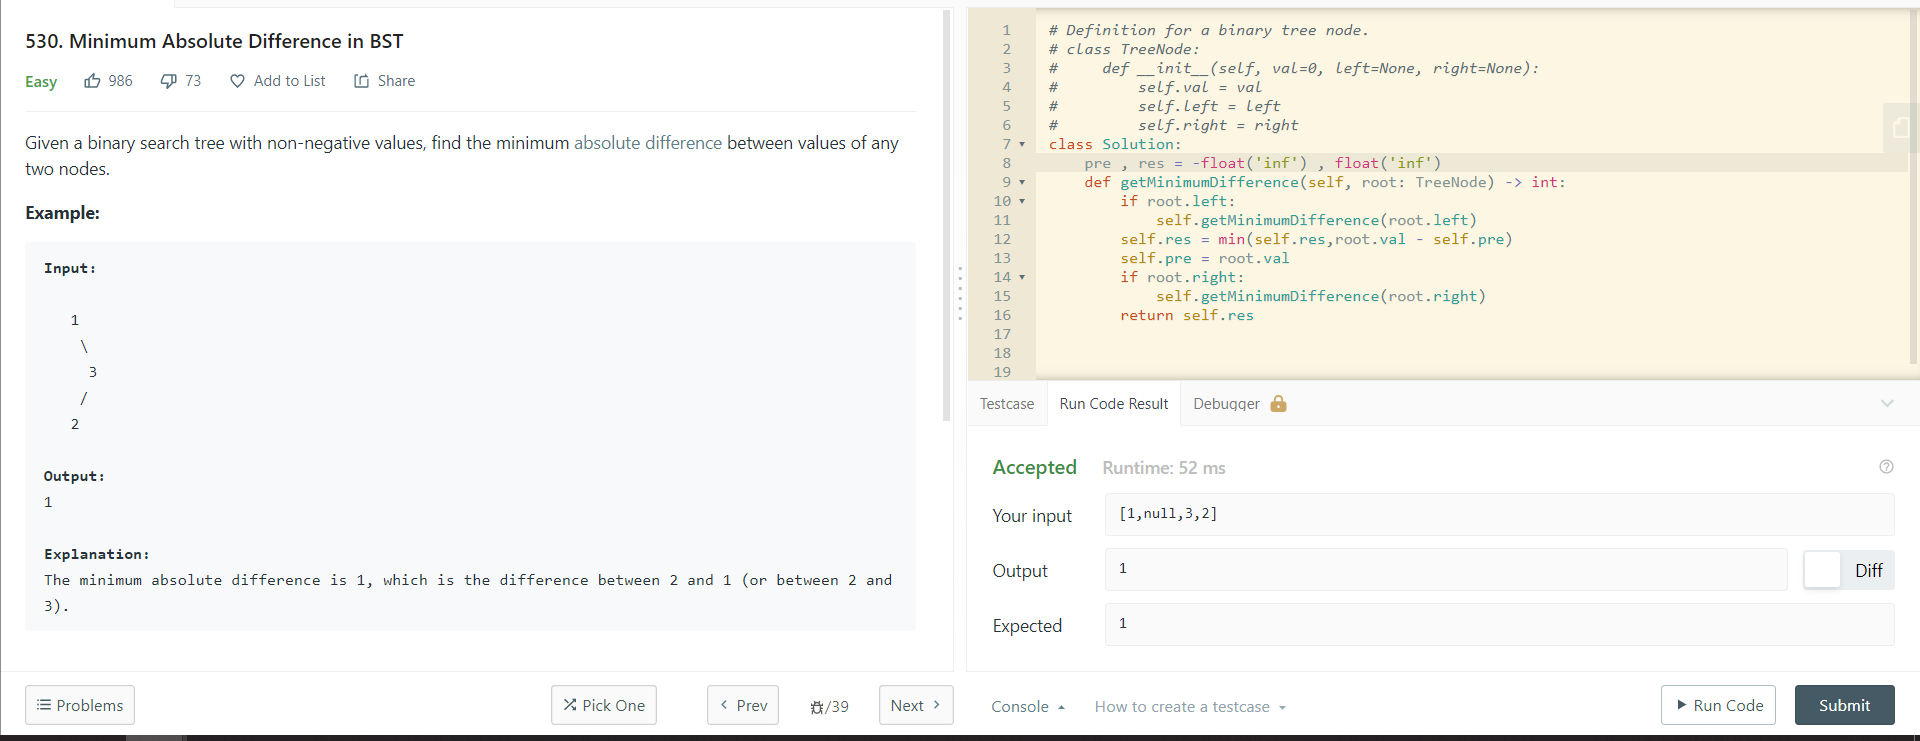 530. Minimum Absolute Difference in BST
Easy 986 73 Add to List Share
Given a binary search tree with non-negative values, find the minimum absolute difference between values of any
two nodes.
Example:
Input:
1
\
3
/
2
Output:
1
Explanation:
The minimum absolute difference is 1, which is the difference between 2 and 1 (or between 2 and
3).
Problems
Pick One
Prev
/39
Next
1 # Definition for a binary tree node.
2 # class TreeNode:
3 #     def __init__(self, val=0, left=None, right=None):
4 #         self.val = val
5 #         self.left = left
6 #         self.right = right
7 class Solution:
8     pre , res = -float('inf') , float('inf')
9     def getMinimumDifference(self, root: TreeNode) -> int:
10         if root.left:
11             self.getMinimumDifference(root.left)
12         self.res = min(self.res,root.val - self.pre)
13         self.pre = root.val
14         if root.right:
15             self.getMinimumDifference(root.right)
16         return self.res
17
18
19
Testcase Run Code Result Debugger
Accepted Runtime: 52 ms
Your input [1,null,3,2]
Output 1 Diff
Expected 1
Console How to create a testcase Run Code Submit